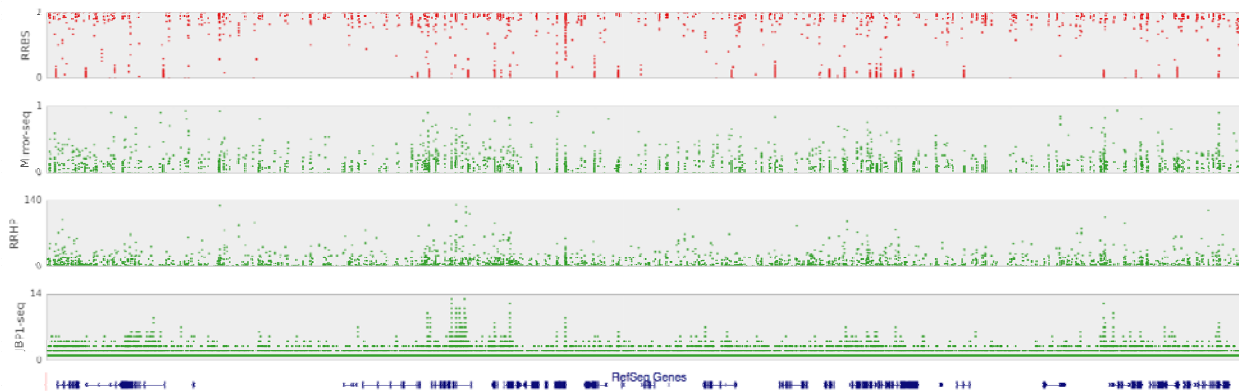 1
RRBS
0
1
Mirror-seq
0
140
RRHP
0
14
JBP1-seq
0
RefSeq Genes